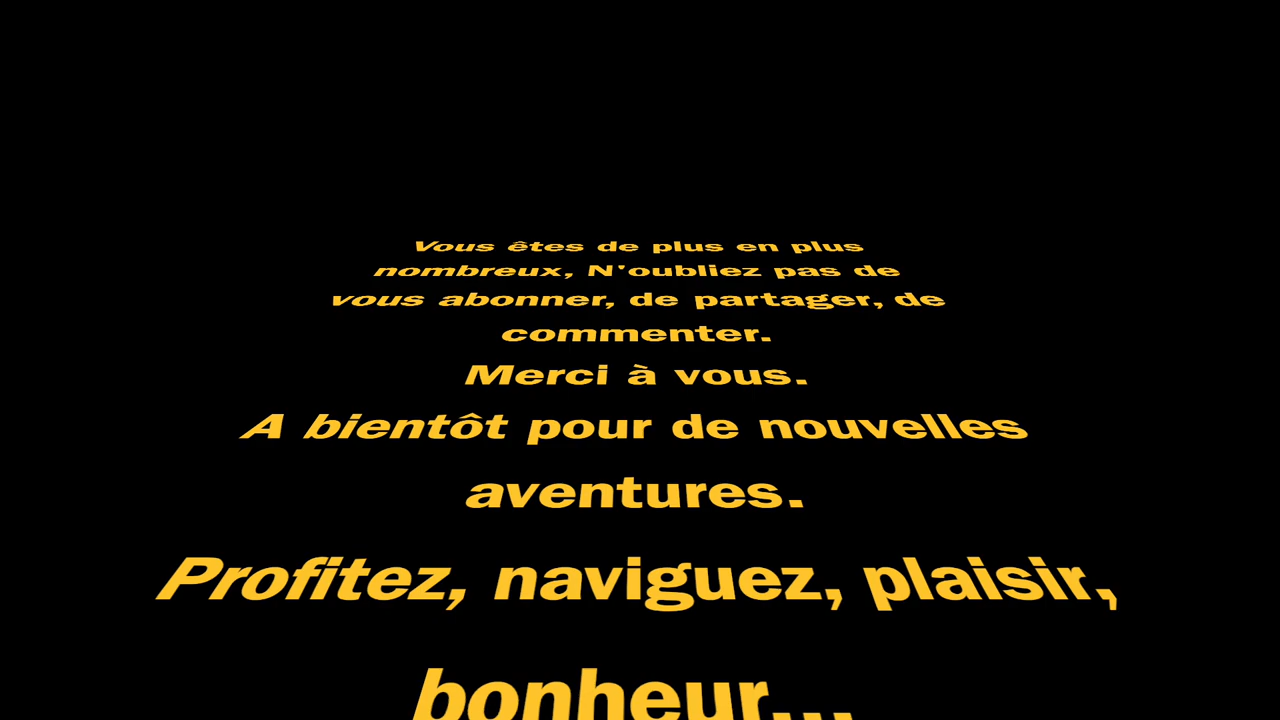 Vous êtes de plus en plus
nombreux, N'oubliez pas de
vous abonner, de partager, de
commenter.
Merci à vous.
A bientôt pour de nouvelles
aventures.
Profitez, naviguez, plaisir,
bonheur...